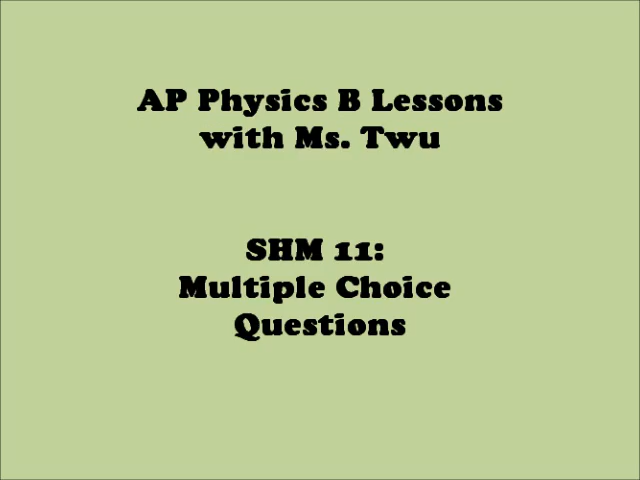 AP Physics B Lessons
with Ms. Twu
SHM 11:
Multiple Choice
Questions